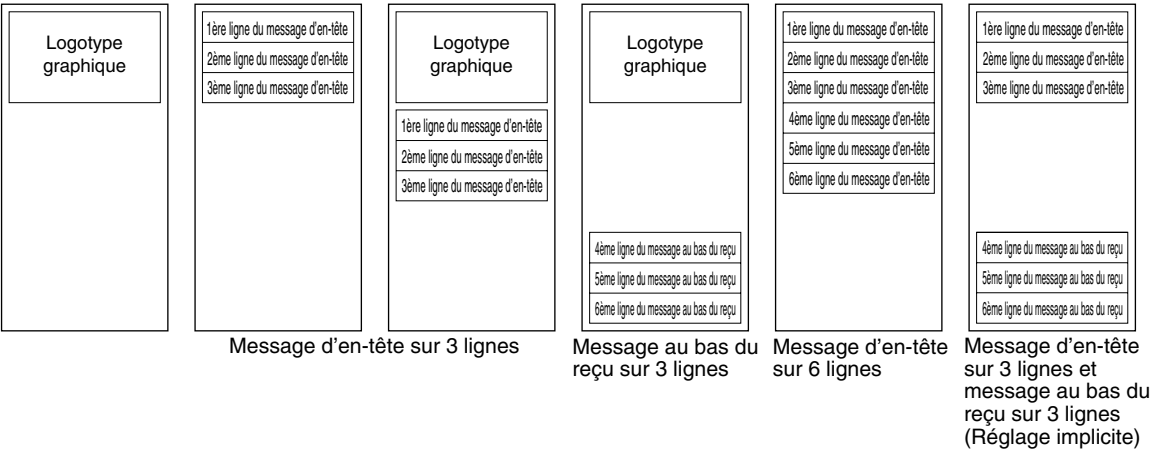 Logotype
graphique
1ère ligne du message d'en-tête
2ème ligne du message d'en-tête
3ème ligne du message d'en-tête
Logotype
graphique
1ère ligne du message d'en-tête
2ème ligne du message d'en-tête
3ème ligne du message d'en-tête
Message d'en-tête sur 3 lignes
Logotype
graphique
4ème ligne du message au bas du reçu
5ème ligne du message au bas du reçu
6ème ligne du message au bas du reçu
Message au bas du
reçu sur 3 lignes
1ère ligne du message d'en-tête
2ème ligne du message d'en-tête
3ème ligne du message d'en-tête
4ème ligne du message d'en-tête
5ème ligne du message d'en-tête
6ème ligne du message d'en-tête
Message d'en-tête
sur 6 lignes
1ère ligne du message d'en-tête
2ème ligne du message d'en-tête
3ème ligne du message d'en-tête
4ème ligne du message au bas du reçu
5ème ligne du message au bas du reçu
6ème ligne du message au bas du reçu
Message d'en-tête
sur 3 lignes et
message au bas du
reçu sur 3 lignes
(Réglage implicite)